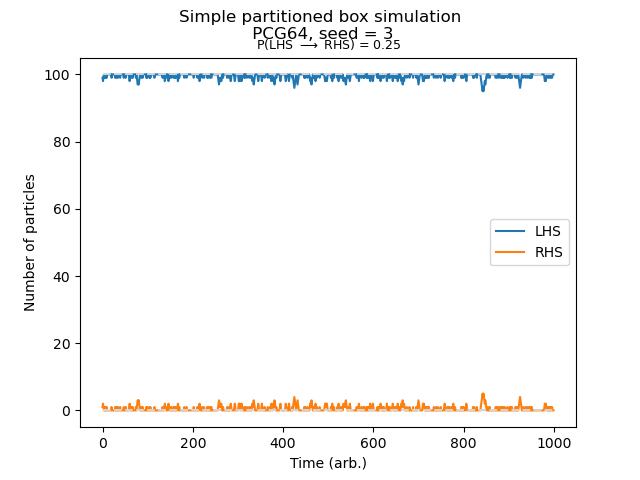 Simple partitioned box simulation
PCG64, seed = 3
P(LHS ⟶ RHS) = 0.25
100
80
60
40
20
0
Number of particles
LHS
RHS
0 200 400 600 800 1000
Time (arb.)